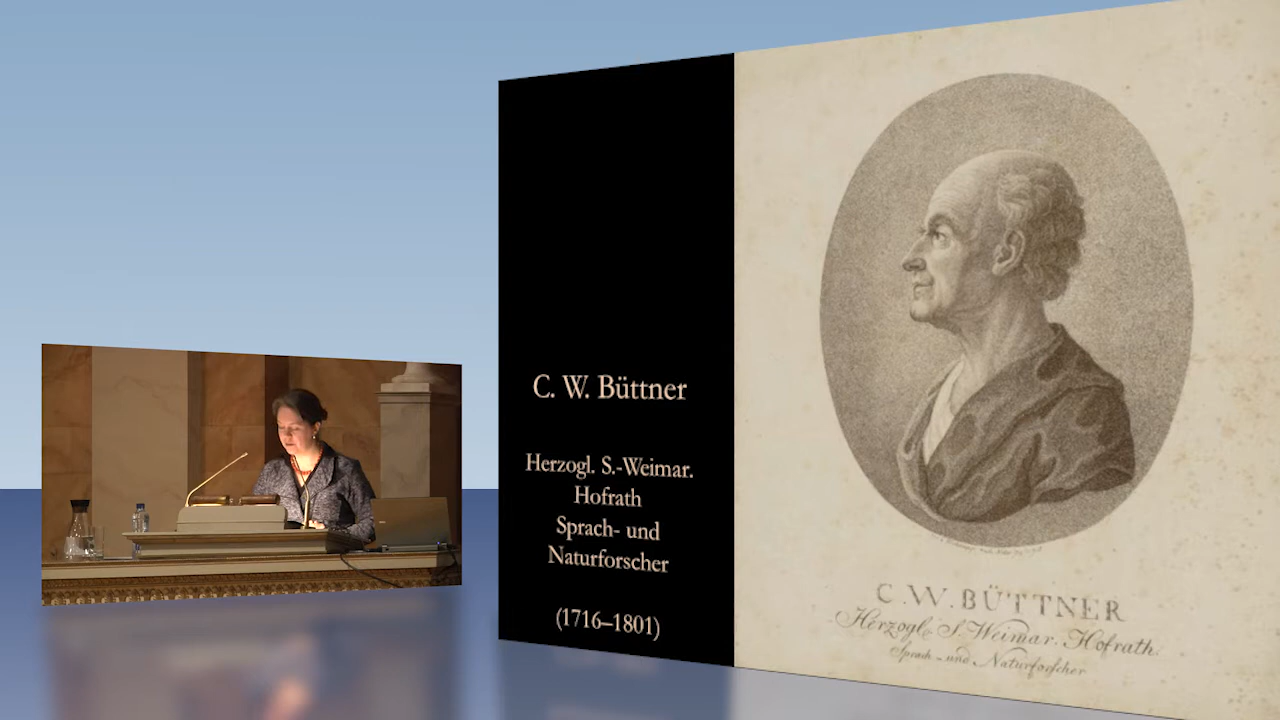 C. W. Büttner
Herzogl. S.-Weimar.
Hofrath
Sprach- und
Naturforscher
(1716–1801)
C. W. BÜTTNER
Herzogl. S. Weimar. Hofrath.
Sprach- und Naturforscher